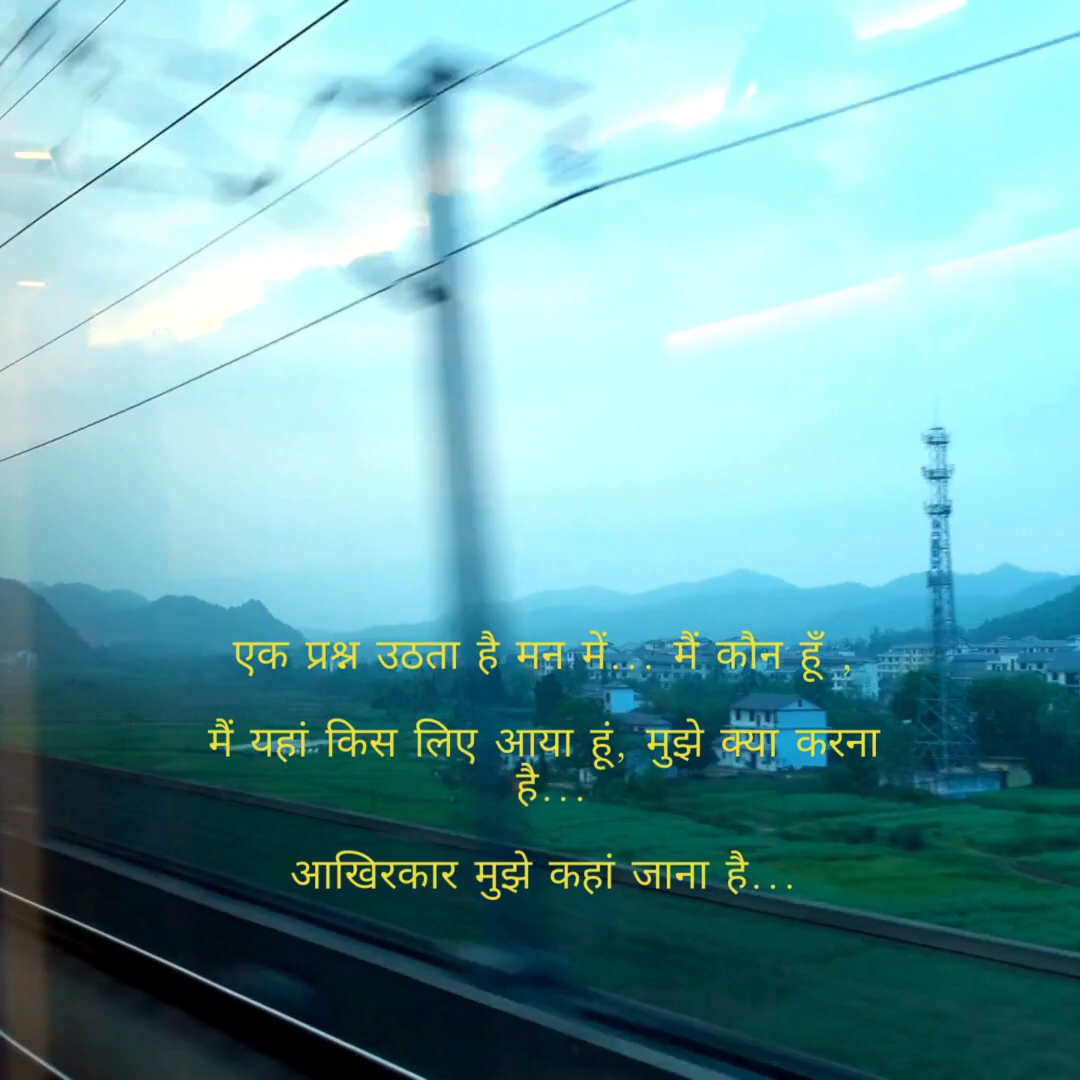 एक प्रश्न उठता है मन में... मैं कौन हूँ ,
मैं यहां किस लिए आया हूं, मुझे क्या करना
है...
आखिरकार मुझे कहां जाना है...